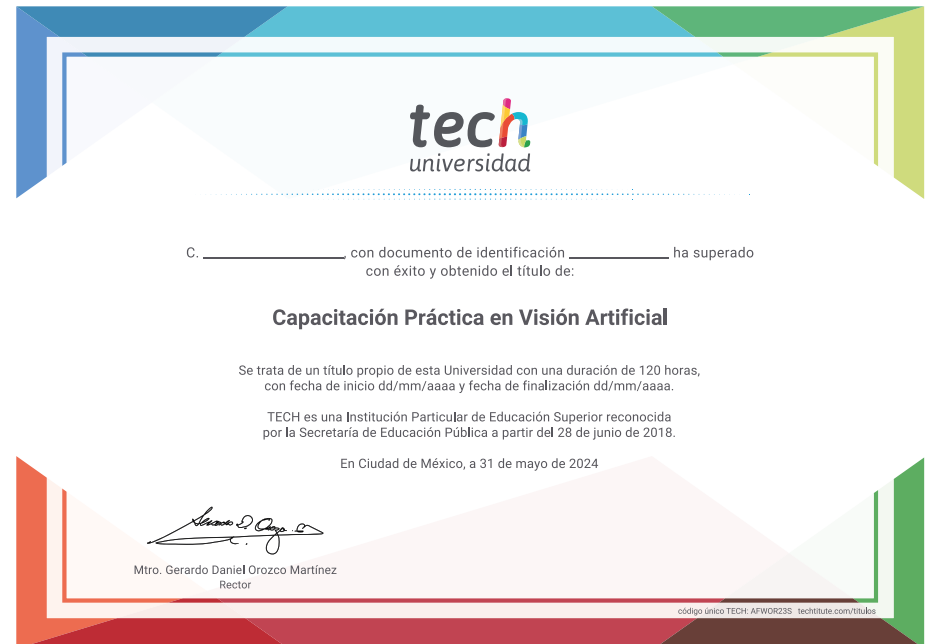 tech
universidad
C. ____________, con documento de identificación ____________ ha superado
con éxito y obtenido el título de:
Capacitación Práctica en Visión Artificial
Se trata de un título propio de esta Universidad con una duración de 120 horas,
con fecha de inicio dd/mm/aaaa y fecha de finalización dd/mm/aaaa.
TECH es una Institución Particular de Educación Superior reconocida
por la Secretaría de Educación Pública a partir del 28 de junio de 2018.
En Ciudad de México, a 31 de mayo de 2024
Mtro. Gerardo Daniel Orozco Martínez
Rector
código único TECH: AFWOR23S techtitute.com/titulos